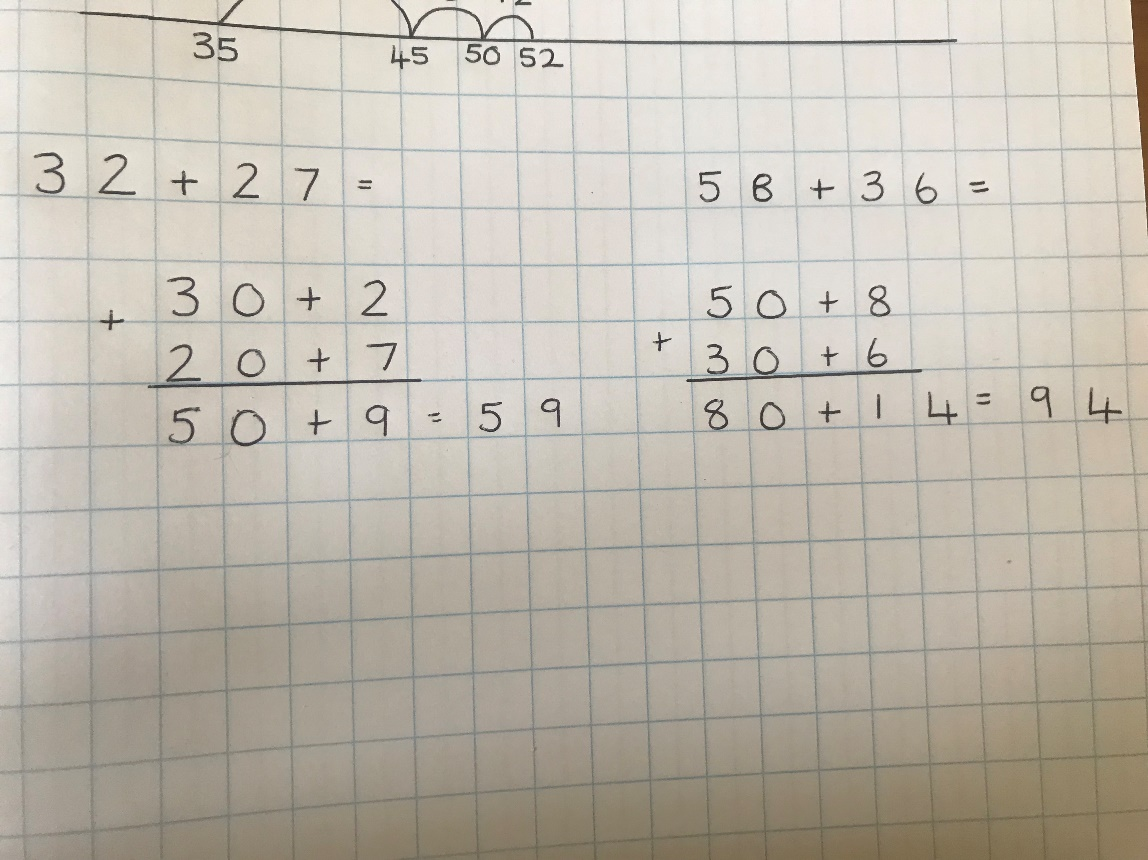 35 45 50 52
32 + 27 =
30 + 2
+
20 + 7
50 + 9 = 59
58 + 36 =
50 + 8
+
30 + 6
80 + 14 = 94